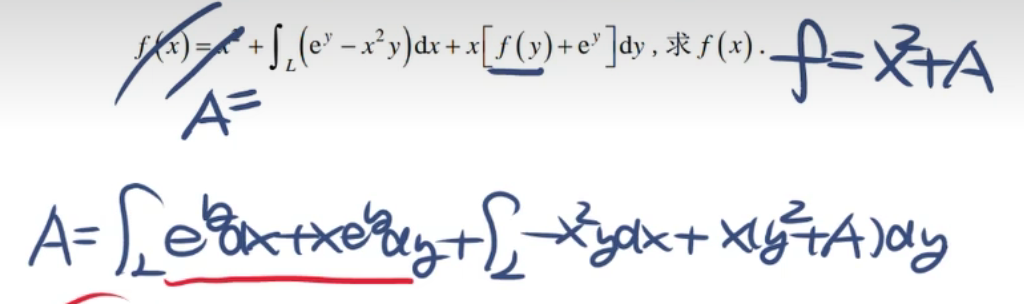 f(x) = x² + ∫_L (e^y − x²y)dx + x[f(y) + e^y]dy , 求 f(x) . f = x² + A
A =
A = ∫_L e^y dx + xe^y dy + ∫_L −x²ydx + x(y² + A)dy